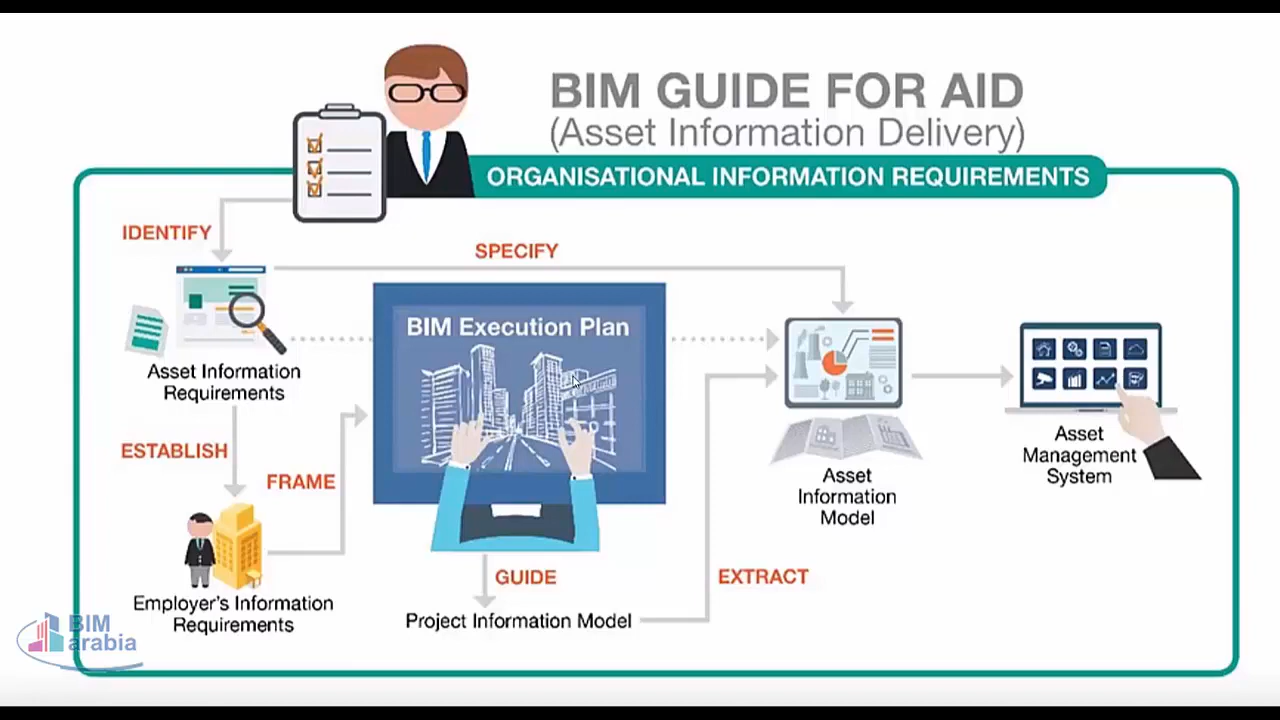 BIM GUIDE FOR AID
(Asset Information Delivery)
ORGANISATIONAL INFORMATION REQUIREMENTS
IDENTIFY
SPECIFY
BIM Execution Plan
Asset Information
Requirements
ESTABLISH
FRAME
Employer's Information
Requirements
GUIDE
Project Information Model
EXTRACT
Asset
Information
Model
Asset
Management
System
BIM
arabia